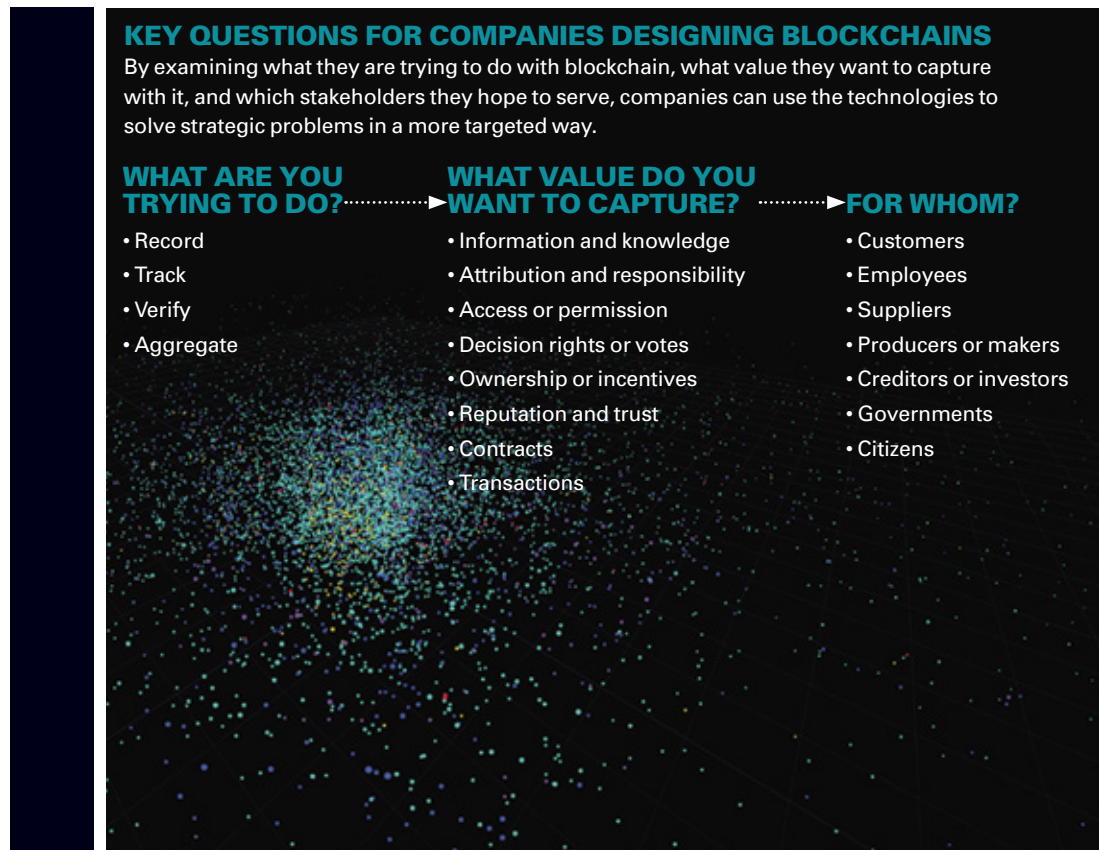 KEY QUESTIONS FOR COMPANIES DESIGNING BLOCKCHAINS
By examining what they are trying to do with blockchain, what value they want to capture
with it, and which stakeholders they hope to serve, companies can use the technologies to
solve strategic problems in a more targeted way.
WHAT ARE YOU
TRYING TO DO?
• Record
• Track
• Verify
• Aggregate
WHAT VALUE DO YOU
WANT TO CAPTURE?
• Information and knowledge
• Attribution and responsibility
• Access or permission
• Decision rights or votes
• Ownership or incentives
• Reputation and trust
• Contracts
• Transactions
FOR WHOM?
• Customers
• Employees
• Suppliers
• Producers or makers
• Creditors or investors
• Governments
• Citizens